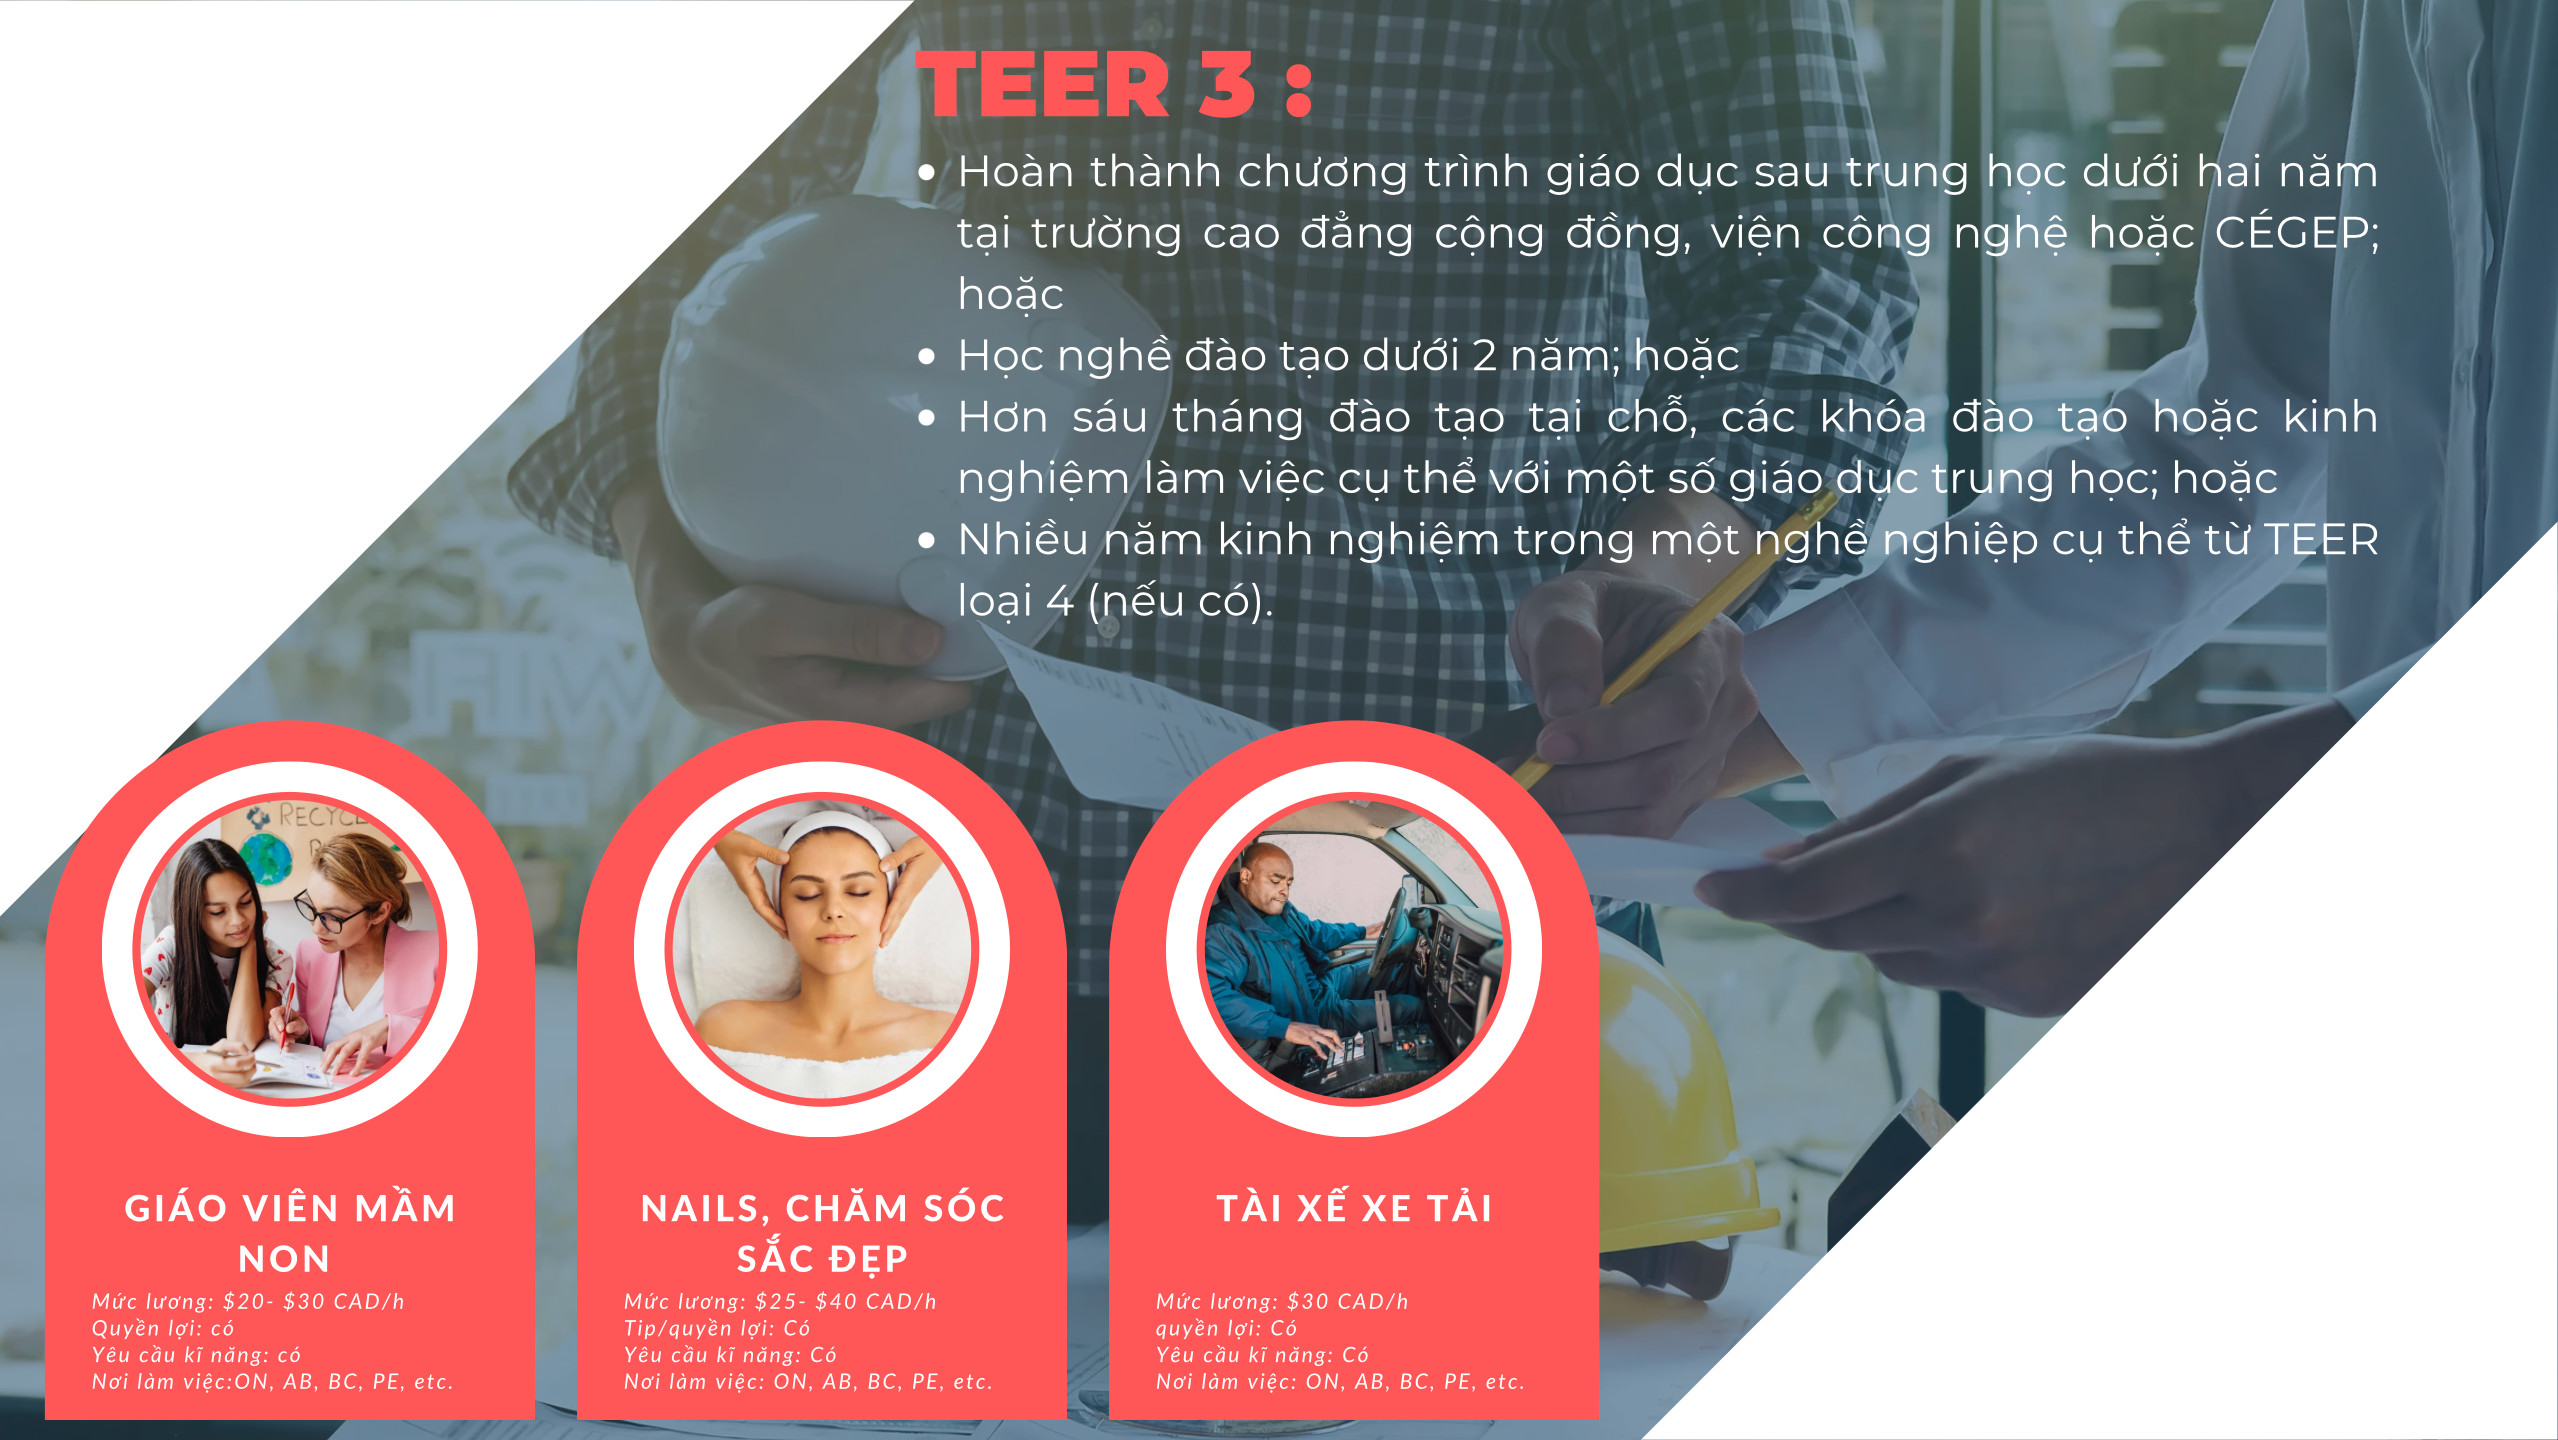 TEER 3 :
• Hoàn thành chương trình giáo dục sau trung học dưới hai năm
tại trường cao đẳng cộng đồng, viện công nghệ hoặc CÉGEP;
hoặc
• Học nghề đào tạo dưới 2 năm; hoặc
• Hơn sáu tháng đào tạo tại chỗ, các khóa đào tạo hoặc kinh
nghiệm làm việc cụ thể với một số giáo dục trung học; hoặc
• Nhiều năm kinh nghiệm trong một nghề nghiệp cụ thể từ TEER
loại 4 (nếu có).
RECYCL
GIÁO VIÊN MẦM
NON
Mức lương: $20- $30 CAD/h
Quyền lợi: có
Yêu cầu kĩ năng: có
Nơi làm việc:ON, AB, BC, PE, etc.
NAILS, CHĂM SÓC
SẮC ĐẸP
Mức lương: $25- $40 CAD/h
Tip/quyền lợi: Có
Yêu cầu kĩ năng: Có
Nơi làm việc: ON, AB, BC, PE, etc.
TÀI XẾ XE TẢI
Mức lương: $30 CAD/h
quyền lợi: Có
Yêu cầu kĩ năng: Có
Nơi làm việc: ON, AB, BC, PE, etc.